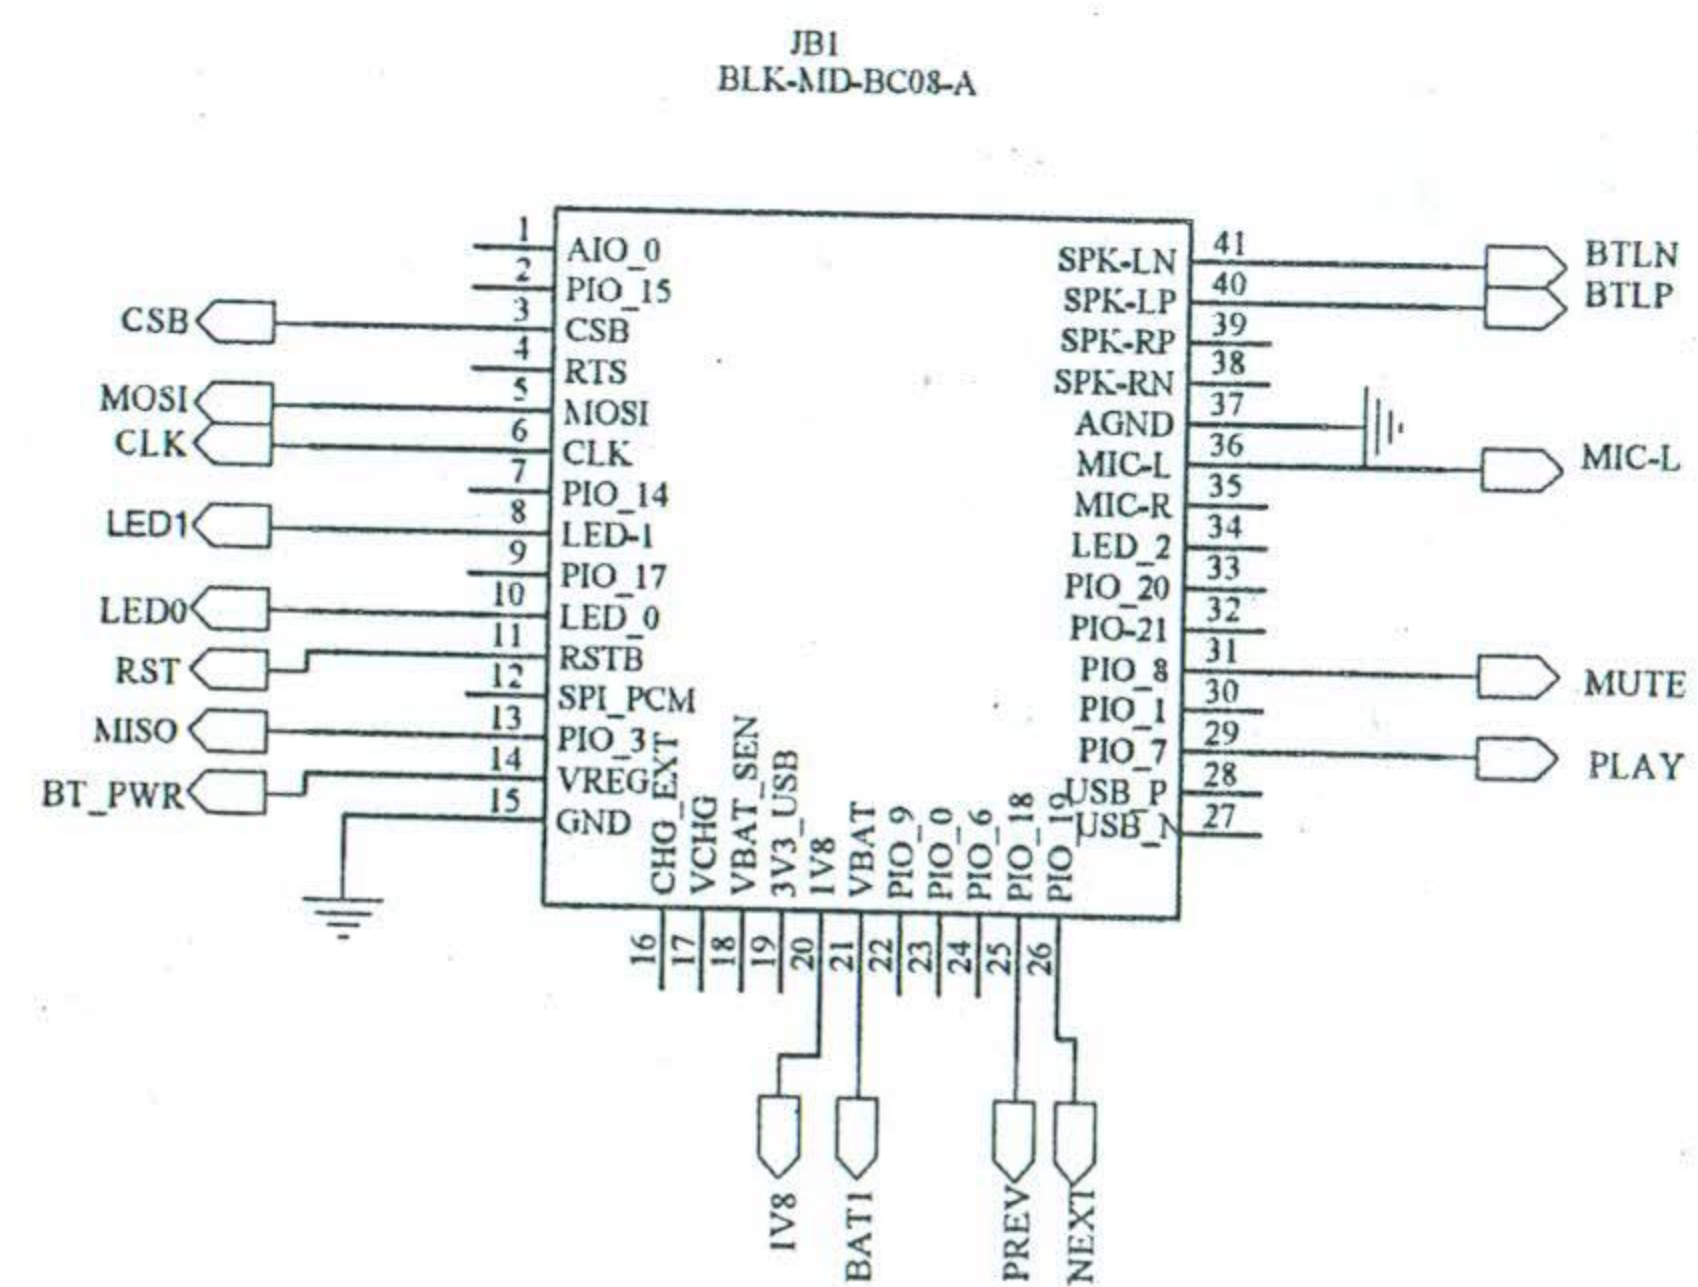 JB1
BLK-MD-BC08-A
1 AIO_0
2 PIO_15
CSB 3 CSB
4 RTS
MOSI 5 MOSI
CLK 6 CLK
7 PIO_14
LED1 8 LED-1
9 PIO_17
LED0 10 LED_0
RST 11 RSTB
12 SPI_PCM
MISO 13 PIO_3
BT_PWR 14 VREG
15 GND
SPK-LN 41 BTLN
SPK-LP 40 BTLP
SPK-RP 39
SPK-RN 38
AGND 37
MIC-L 36 MIC-L
MIC-R 35
LED_2 34
PIO_20 33
PIO-21 32
PIO_8 31 MUTE
PIO_1 30
PIO_7 29 PLAY
USB_P 28
USB_N 27
CHG_EXT 16
VCHG 17
VBAT_SEN 18
3V3_USB 19
1V8 20 1V8
VBAT 21 BAT1
PIO_9 22
PIO_0 23
PIO_6 24
PIO_18 25 PREV
PIO_19 26 NEXT